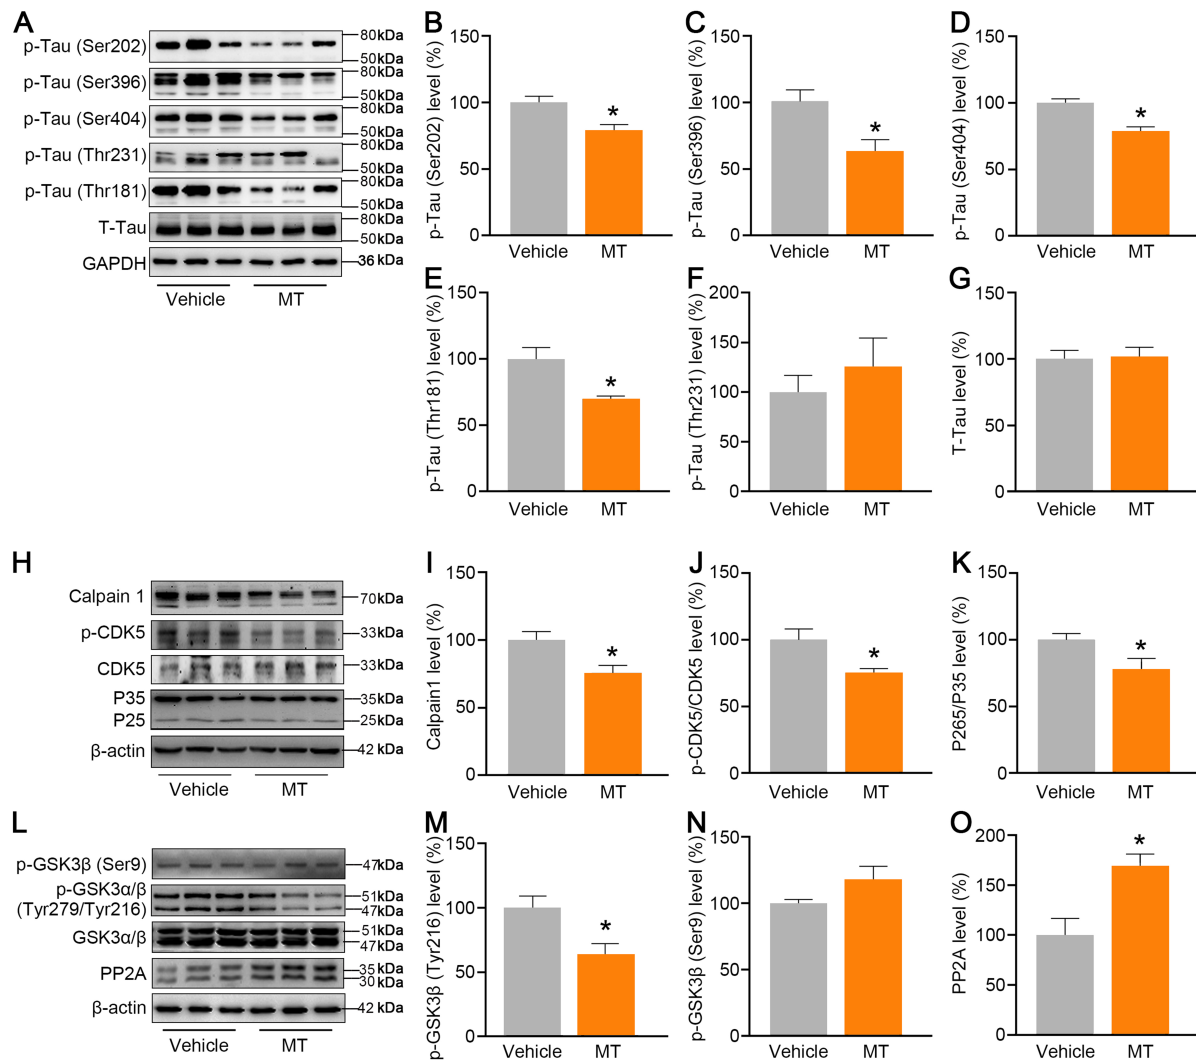 A
p-Tau (Ser202)
80kDa
50kDa
p-Tau (Ser396)
80kDa
50kDa
p-Tau (Ser404)
80kDa
50kDa
p-Tau (Thr231)
80kDa
50kDa
p-Tau (Thr181)
80kDa
50kDa
T-Tau
80kDa
50kDa
GAPDH
36 kDa
Vehicle MT
B
p-Tau (Ser202) level (%)
150
100
50
0
Vehicle MT
C
p-Tau (Ser396) level (%)
150
100
50
0
Vehicle MT
*
D
p-Tau (Ser404) level (%)
150
100
50
0
Vehicle MT
*
E
p-Tau (Thr181) level (%)
150
100
50
0
Vehicle MT
*
F
p-Tau (Thr231) level (%)
200
150
100
50
0
Vehicle MT
G
T-Tau level (%)
150
100
50
0
Vehicle MT
H
Calpain 1
70kDa
p-CDK5
33kDa
CDK5
33kDa
P35
35kDa
P25
25kDa
β-actin
42 kDa
Vehicle MT
I
Calpain1 level (%)
150
100
50
0
Vehicle MT
*
J
p-CDK5/CDK5 level (%)
150
100
50
0
Vehicle MT
*
K
P265/P35 level (%)
150
100
50
0
Vehicle MT
*
L
p-GSK3β (Ser9)
47kDa
p-GSK3α/β
(Tyr279/Tyr216)
51kDa
47kDa
GSK3α/β
51kDa
47kDa
PP2A
35kDa
30kDa
β-actin
42 kDa
Vehicle MT
M
p-GSK3β (Tyr216) level (%)
150
100
50
0
Vehicle MT
*
N
p-GSK3β (Ser9) level (%)
150
100
50
0
Vehicle MT
O
PP2A level (%)
200
150
100
50
0
Vehicle MT
*